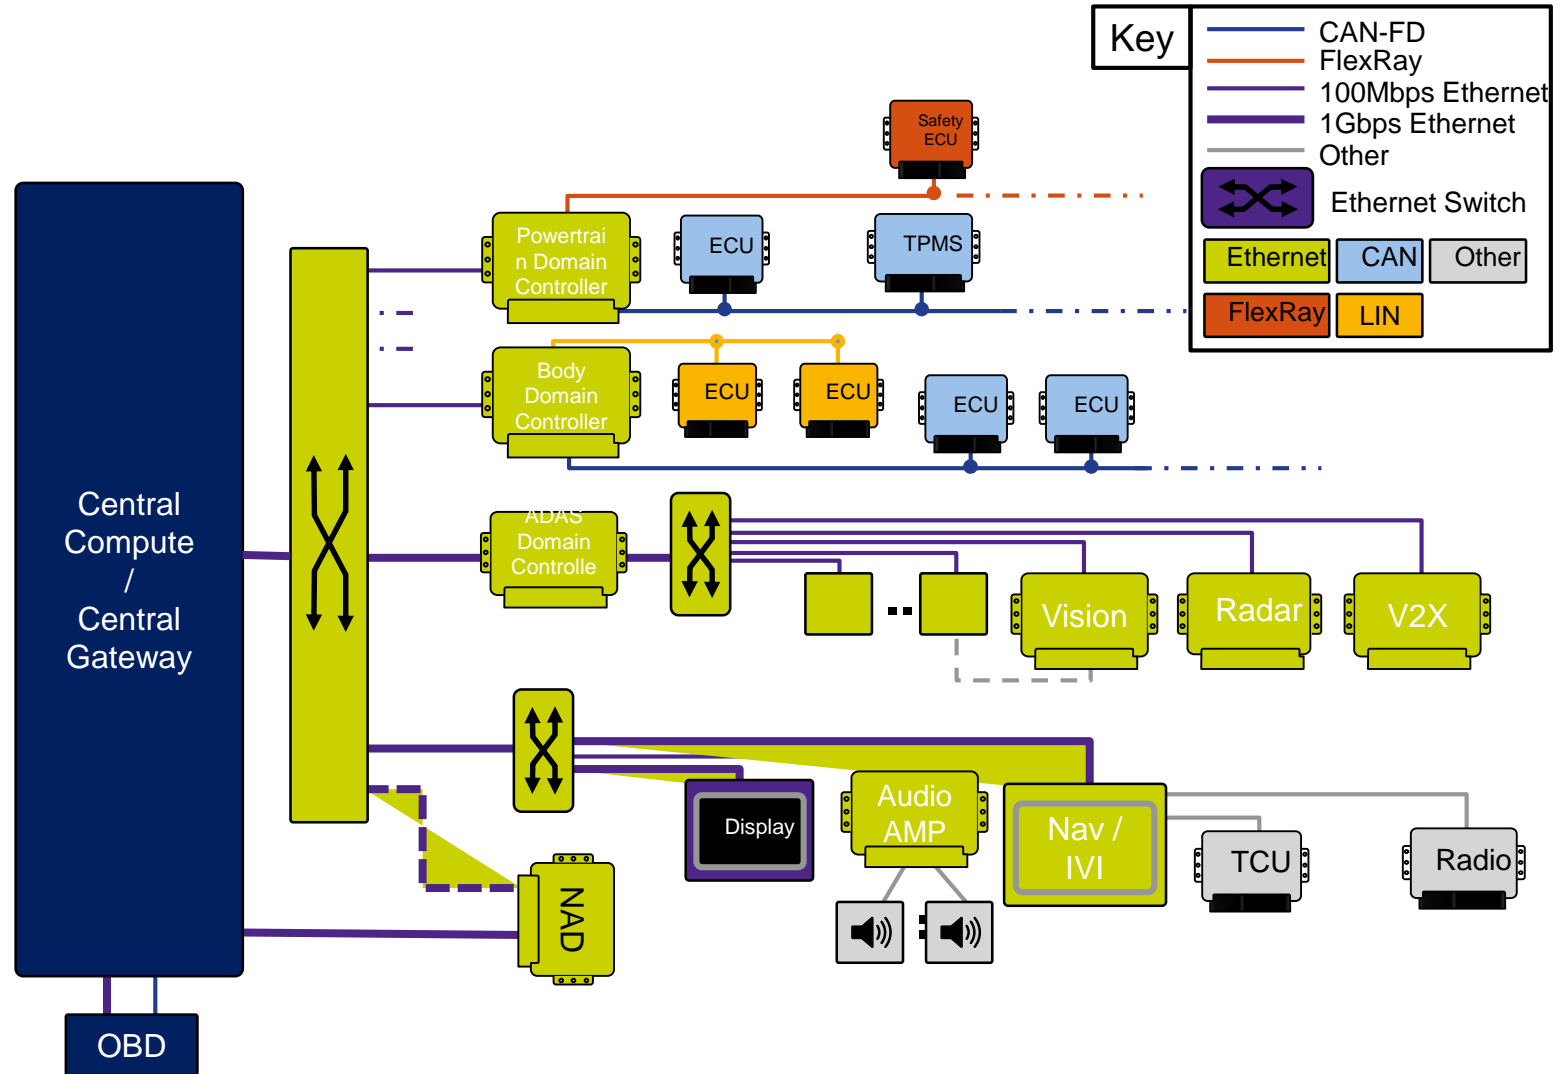 Key
CAN-FD
FlexRay
100Mbps Ethernet
1Gbps Ethernet
Other
Ethernet Switch
Ethernet
CAN
Other
FlexRay
LIN
Safety
ECU
Powertrai
n Domain
Controller
ECU
TPMS
Body
Domain
Controller
ECU
ECU
ECU
ECU
Central
Compute
/
Central
Gateway
ADAS
Domain
Controlle
Vision
Radar
V2X
Display
Audio
AMP
Nav /
IVI
TCU
Radio
NAD
OBD